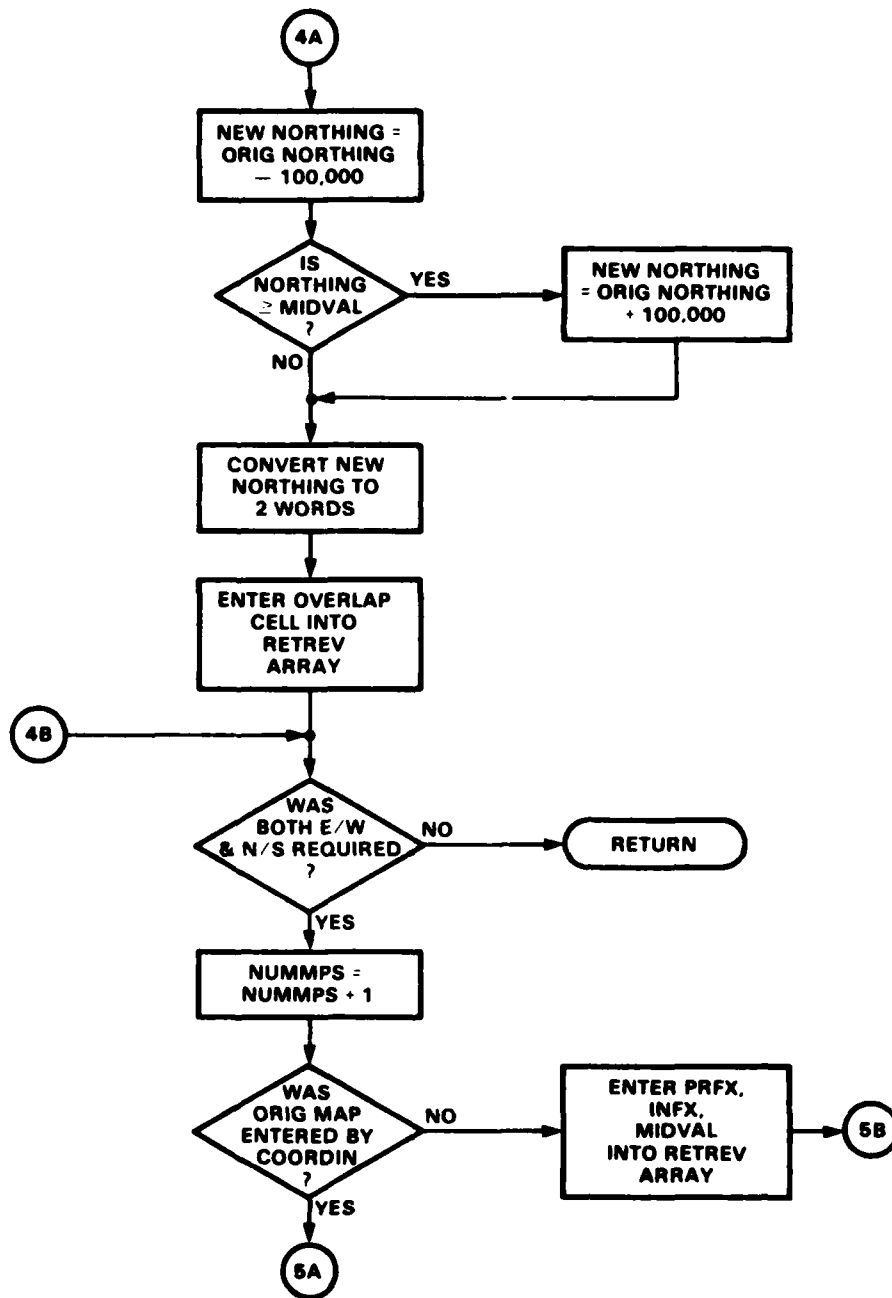 4A
NEW NORTHING =
ORIG NORTHING
— 100,000
IS
NORTHING
≥ MIDVAL
?
YES
NEW NORTHING
= ORIG NORTHING
+ 100,000
NO
CONVERT NEW
NORTHING TO
2 WORDS
ENTER OVERLAP
CELL INTO
RETREV
ARRAY
4B
WAS
BOTH E/W
& N/S REQUIRED
?
NO
RETURN
YES
NUMMPS =
NUMMPS + 1
WAS
ORIG MAP
ENTERED BY
COORDIN
?
NO
ENTER PRFX,
INFX,
MIDVAL
INTO RETREV
ARRAY
5B
YES
5A